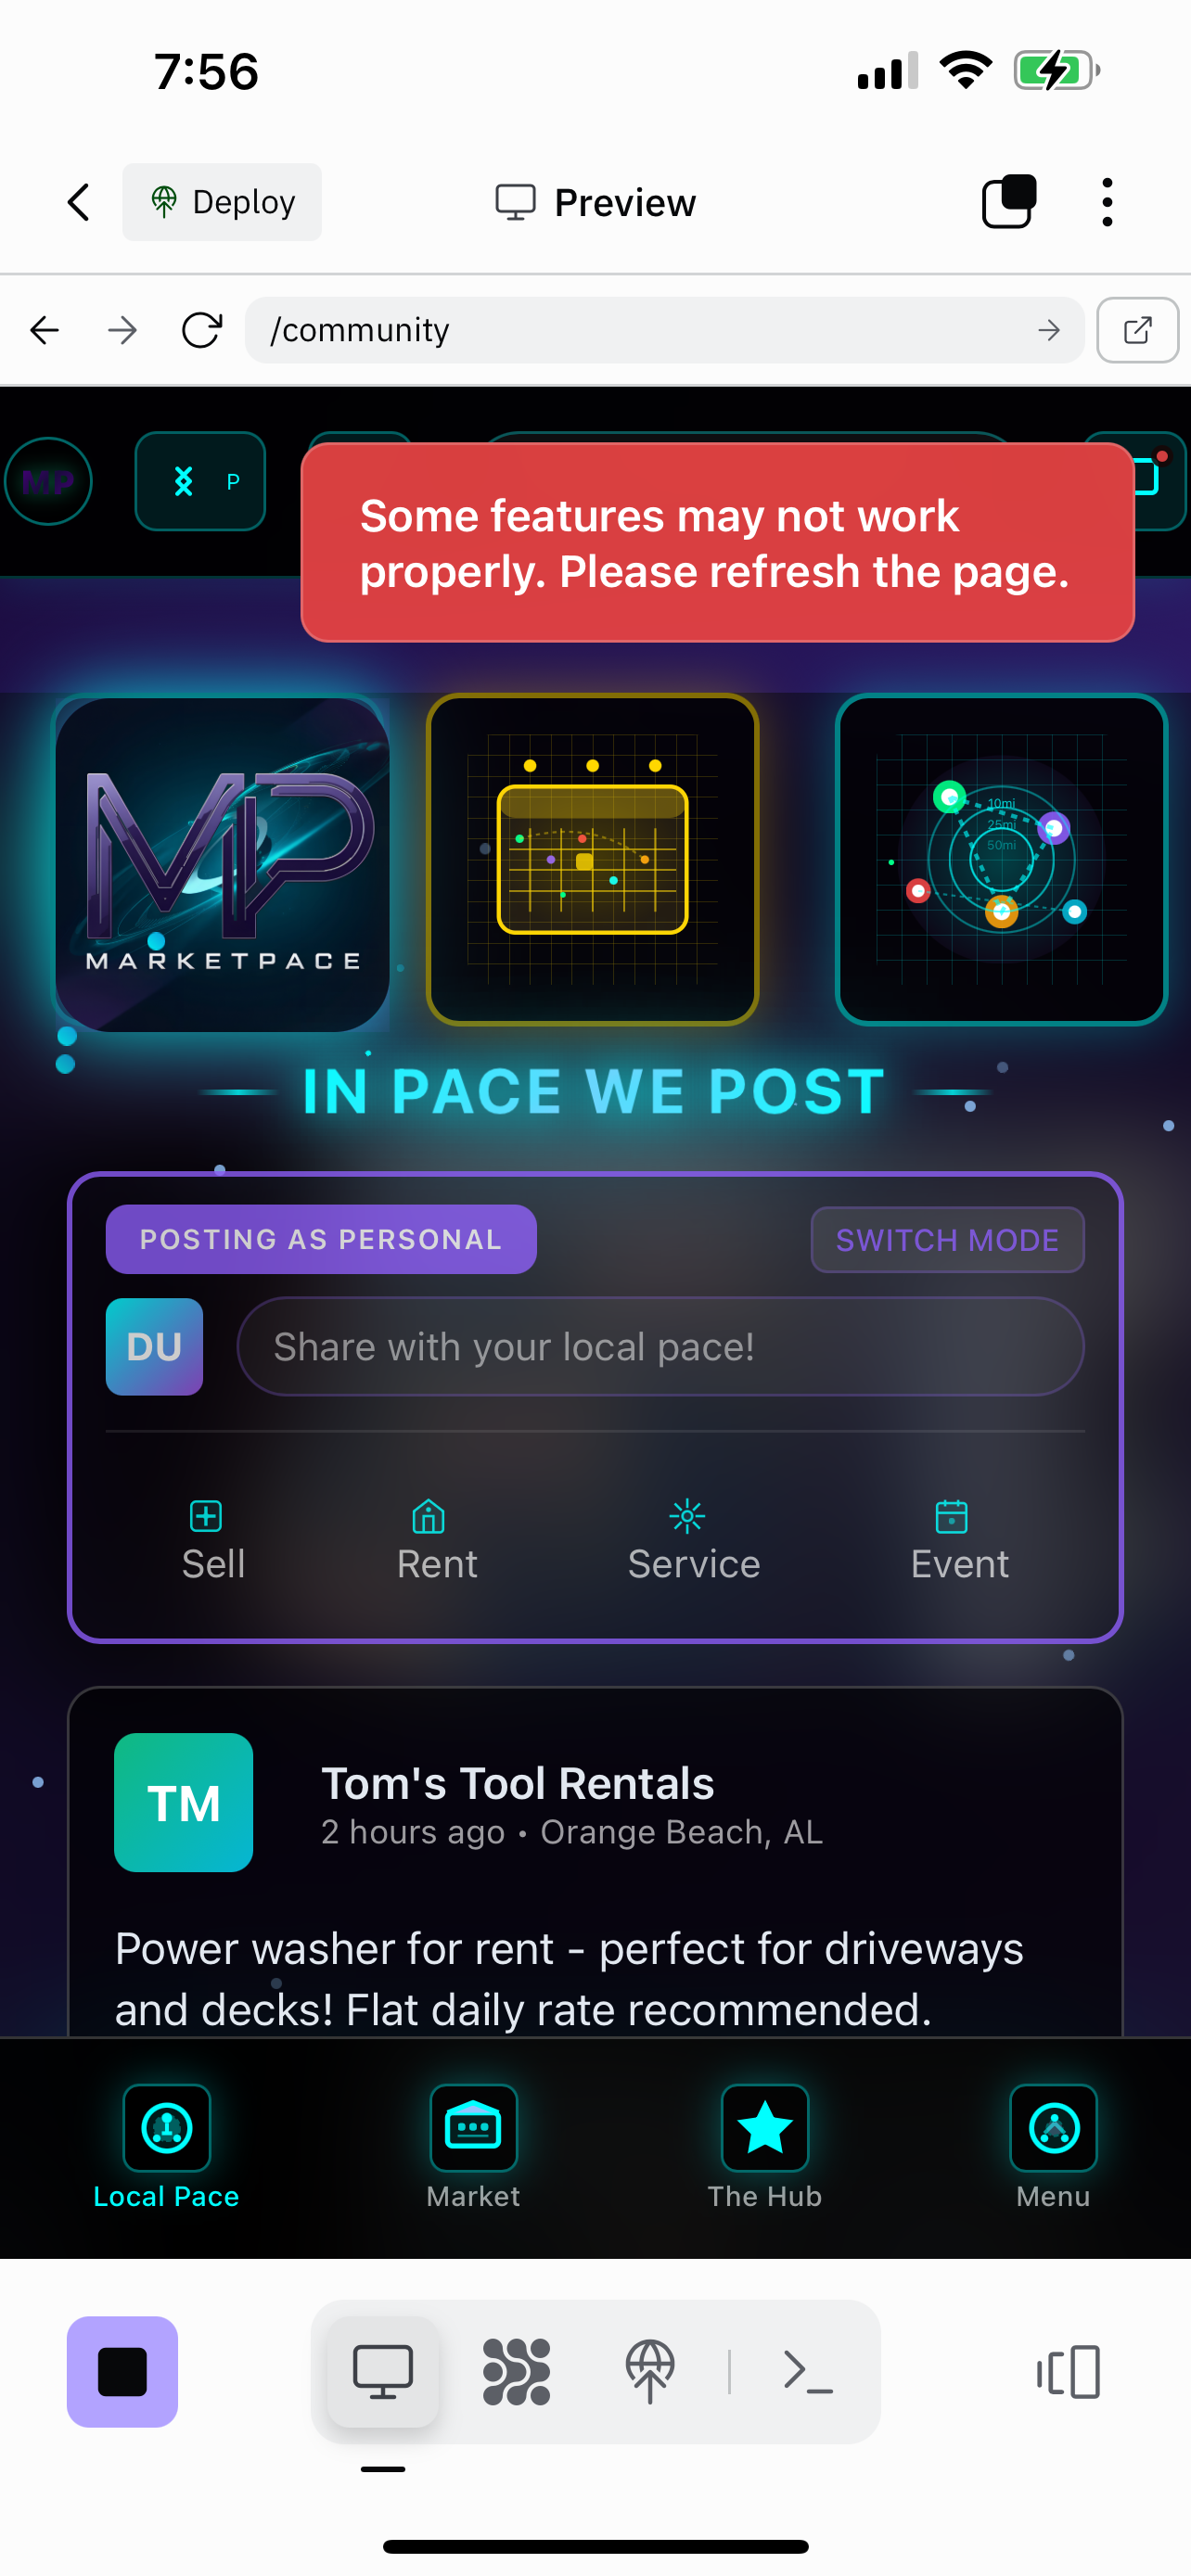 7:56
Deploy
Preview
/community
MP
P
Some features may not work
properly. Please refresh the page.
MP
MARKETPACE
10mi
25mi
50mi
IN PACE WE POST
POSTING AS PERSONAL
SWITCH MODE
DU
Share with your local pace!
Sell
Rent
Service
Event
TM
Tom's Tool Rentals
2 hours ago • Orange Beach, AL
Power washer for rent - perfect for driveways
and decks! Flat daily rate recommended.
Local Pace
Market
The Hub
Menu